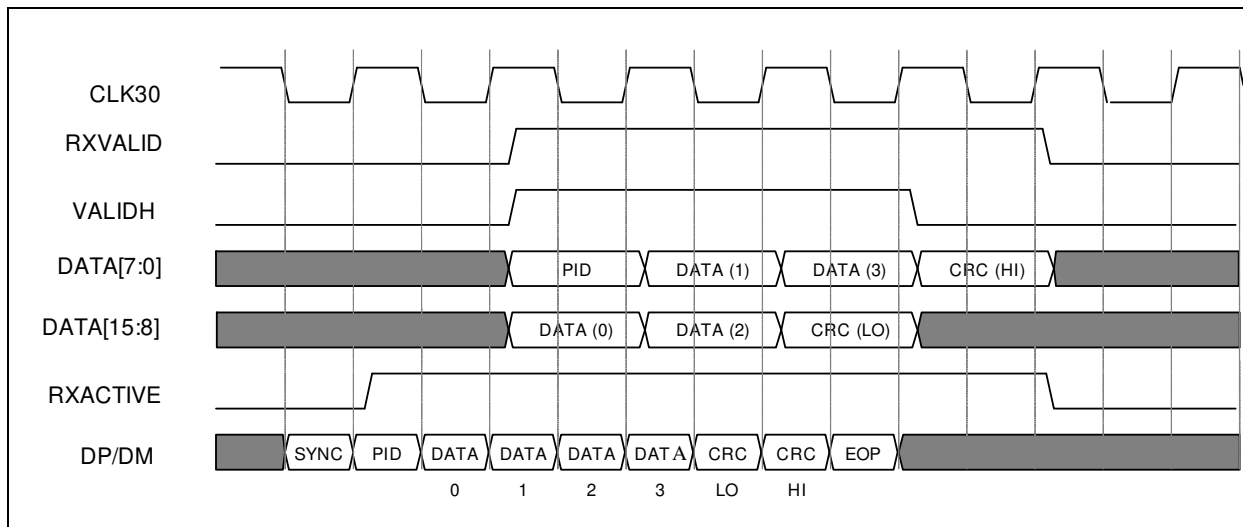 CLK30
RXVALID
VALIDH
DATA[7:0] PID DATA (1) DATA (3) CRC (HI)
DATA[15:8] DATA (0) DATA (2) CRC (LO)
RXACTIVE
DP/DM SYNC PID DATA DATA DATA DATA CRC CRC EOP
0 1 2 3 LO HI